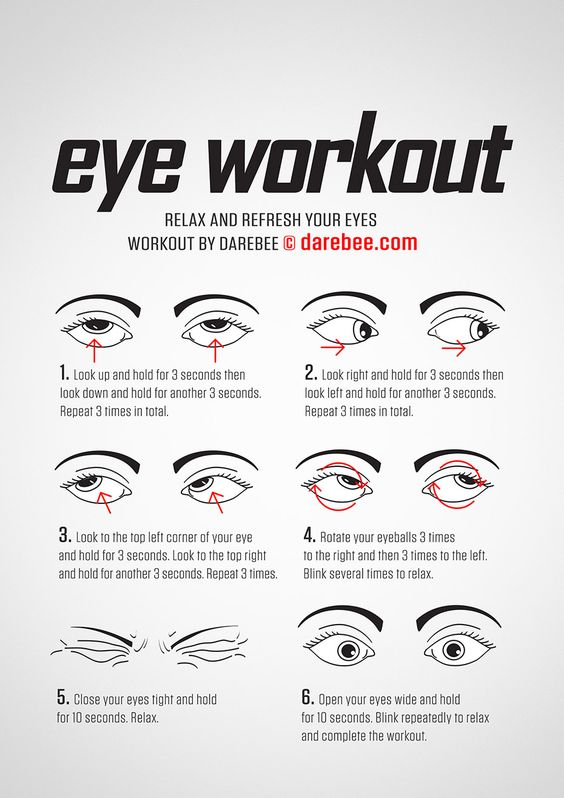 eye workout
RELAX AND REFRESH YOUR EYES
WORKOUT BY DAREBEE © darebee.com
1. Look up and hold for 3 seconds then
look down and hold for another 3 seconds.
Repeat 3 times in total.
2. Look right and hold for 3 seconds then
look left and hold for another 3 seconds.
Repeat 3 times in total.
3. Look to the top left corner of your eye
and hold for 3 seconds. Look to the top right
and hold for another 3 seconds. Repeat 3 times.
4. Rotate your eyeballs 3 times
to the right and then 3 times to the left.
Blink several times to relax.
5. Close your eyes tight and hold
for 10 seconds. Relax.
6. Open your eyes wide and hold
for 10 seconds. Blink repeatedly to relax
and complete the workout.